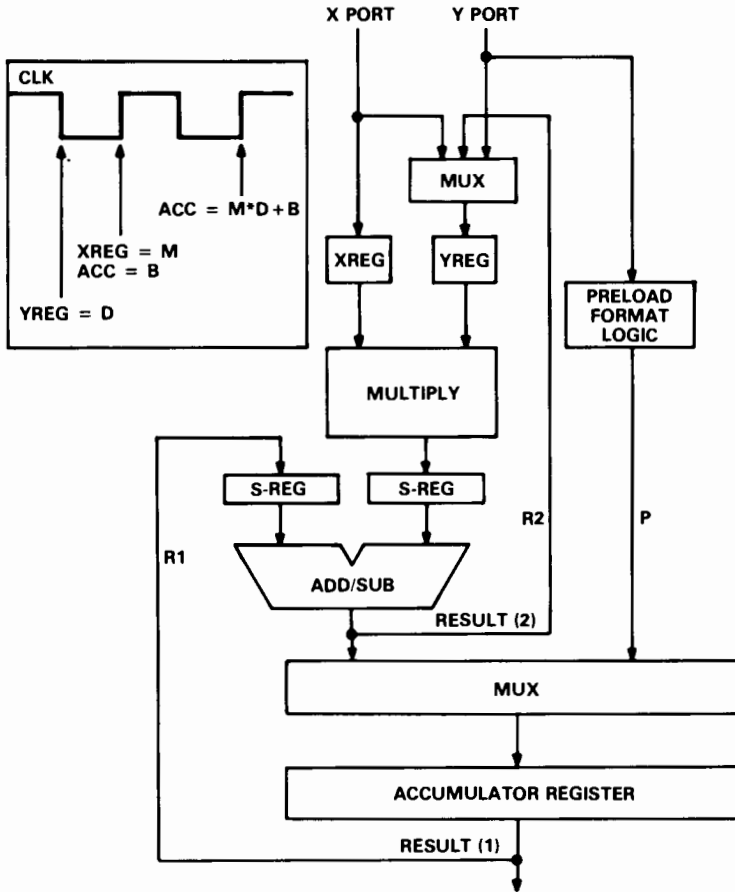 X PORT
Y PORT
CLK
ACC = M*D + B
XREG = M
ACC = B
YREG = D
MUX
XREG
YREG
PRELOAD
FORMAT
LOGIC
MULTIPLY
S-REG
S-REG
R1
R2
P
ADD/SUB
RESULT (2)
MUX
ACCUMULATOR REGISTER
RESULT (1)